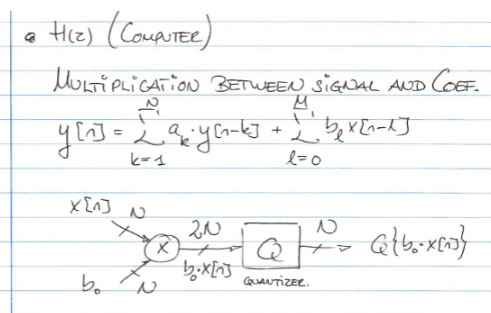 H(z) (COMPUTER)
MULTIPLICATION BETWEEN SIGNAL AND COEF.
y[n] = Σ_{k=1}^{N} a_k · y[n-k] + Σ_{l=0}^{M} b_l x[n-l]
x[n] N
2N N
X Q Q{b₀·x[n]}
b₀·x[n]
b₀ N QUANTIZER.